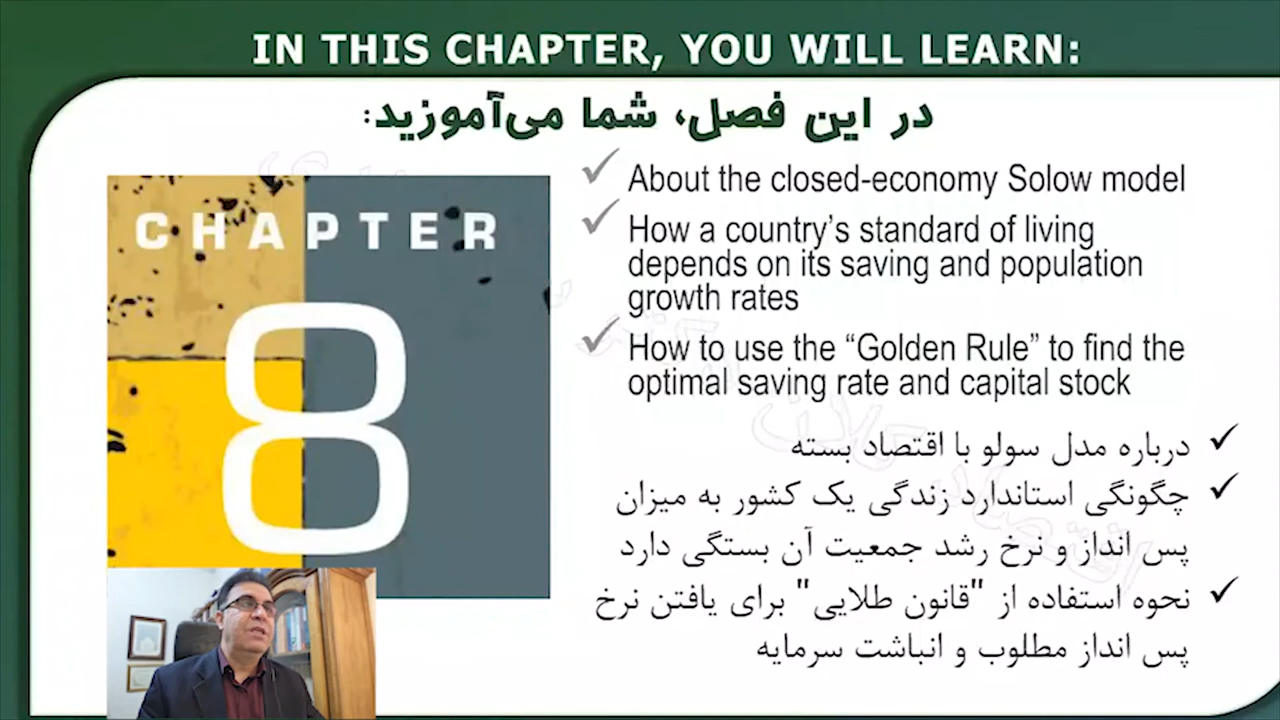 IN THIS CHAPTER, YOU WILL LEARN:
در این فصل، شما می‌آموزید:
CHAPTER
8
About the closed-economy Solow model
How a country’s standard of living
depends on its saving and population
growth rates
How to use the “Golden Rule” to find the
optimal saving rate and capital stock
درباره مدل سولو با اقتصاد بسته
چگونگی استاندارد زندگی یک کشور به میزان
پس انداز و نرخ رشد جمعیت آن بستگی دارد
نحوه استفاده از "قانون طلایی" برای یافتن نرخ
پس انداز مطلوب و انباشت سرمایه